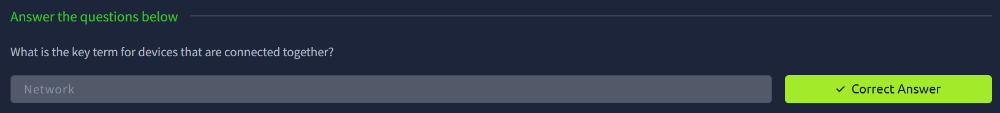 Answer the questions below
What is the key term for devices that are connected together?
Network
✓ Correct Answer